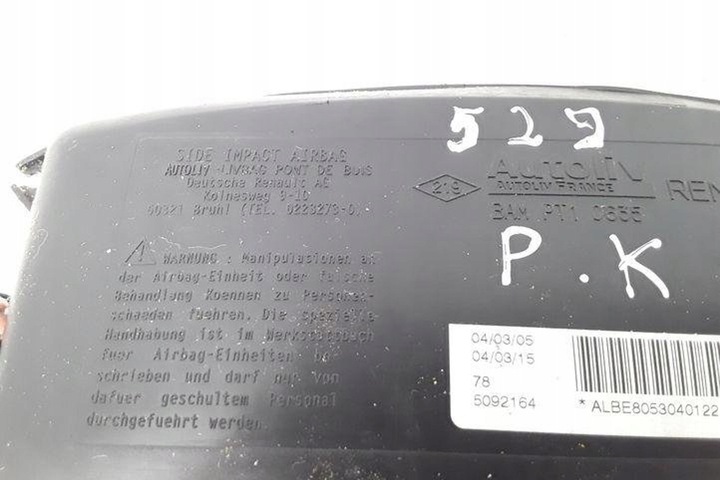 529
P.K
SIDE IMPACT AIRBAG
AUTOLIV-LIVBAG PONT DE BUIS
Deutsche Renault AG
Kolnesweg 6-10
50321 Bruhl (TEL. 0223273-0)
219
Autoliv
AUTOLIV FRANCE
BAM PT1
REN
WARNUNG : Manipulationen an
der Airbag-Einheit oder falsche
Behandlung Koennen zu Personen-
schaeden fuehren. Die spezielle
Handhabung ist im Werkstattbuch
fuer Airbag-Einheiten be-
schrieben und darf nur von
dafuer geschultem Personal
durchgefuehrt werden
04/03/05
04/03/15
78
5092164
*ALBE8053040122